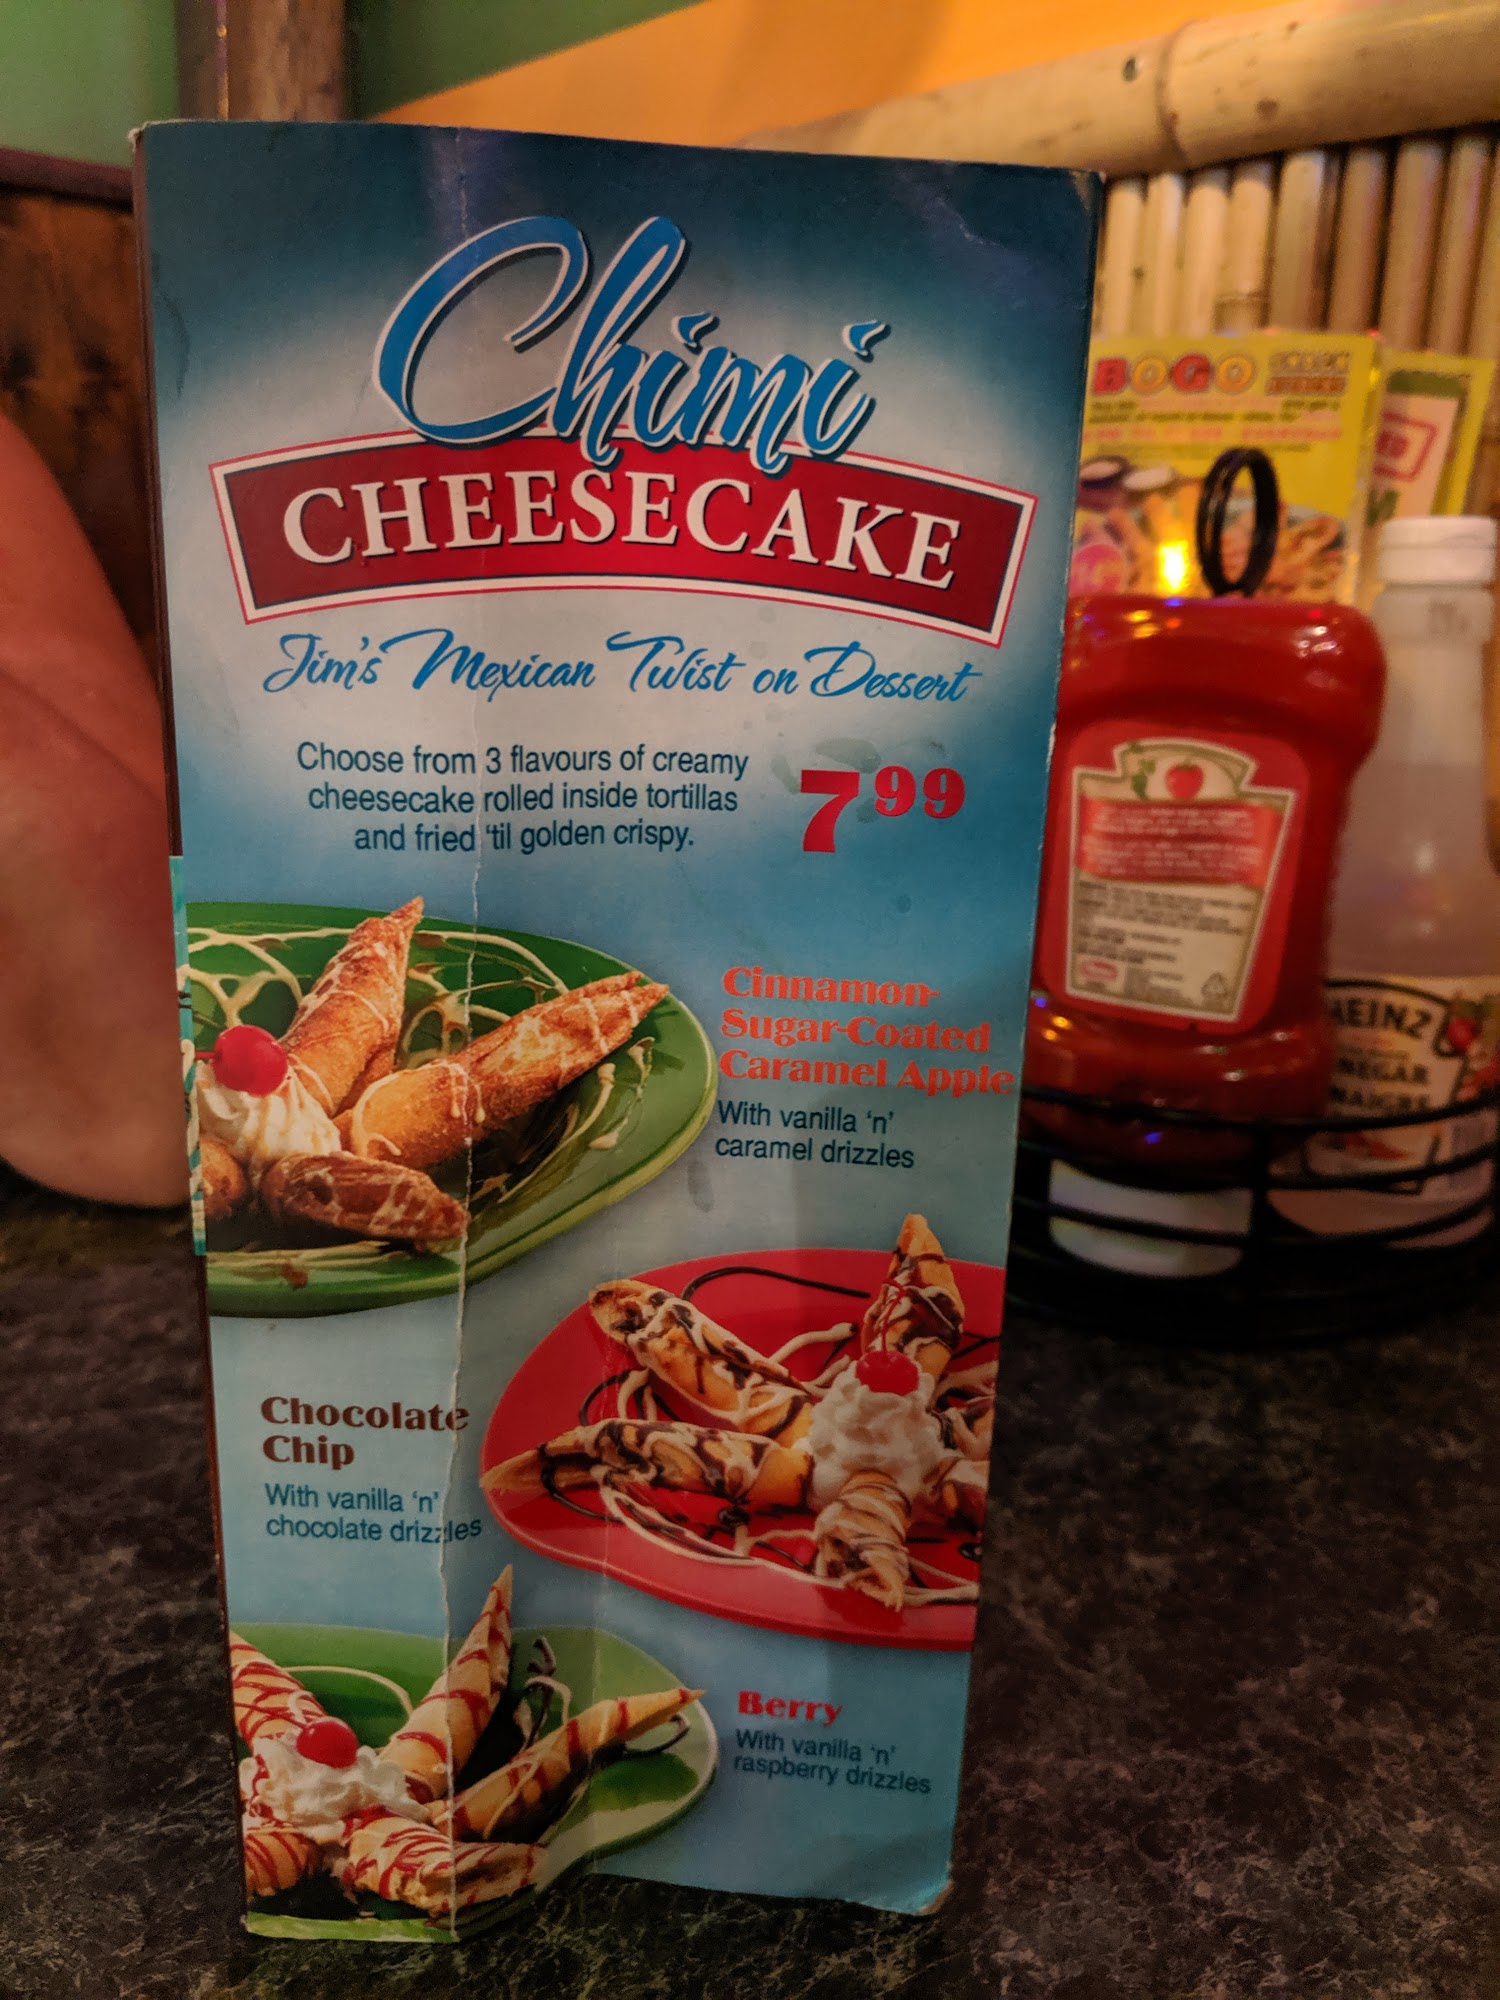 Chimi
CHEESECAKE
Jim's Mexican Twist on Dessert
Choose from 3 flavours of creamy
cheesecake rolled inside tortillas
and fried 'til golden crispy.
7⁹⁹
Cinnamon-
Sugar-Coated
Caramel Apple
With vanilla 'n'
caramel drizzles
Chocolate
Chip
With vanilla 'n'
chocolate drizzles
Berry
With vanilla 'n'
raspberry drizzles
BOGO
HEINZ